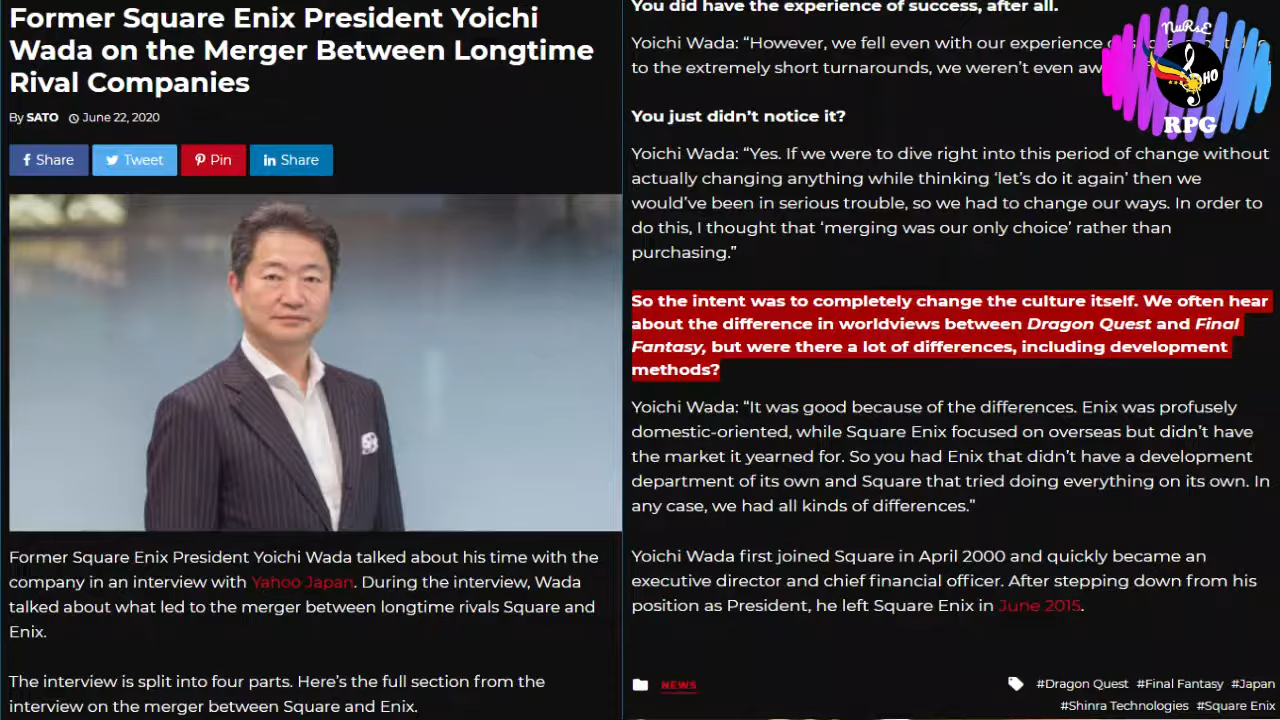 Former Square Enix President Yoichi
Wada on the Merger Between Longtime
Rival Companies
By SATO June 22, 2020
Share Tweet Pin Share
Former Square Enix President Yoichi Wada talked about his time with the
company in an interview with Yahoo Japan. During the interview, Wada
talked about what led to the merger between longtime rivals Square and
Enix.
The interview is split into four parts. Here's the full section from the
interview on the merger between Square and Enix.
You did have the experience of success, after all.
Yoichi Wada: “However, we fell even with our experience
to the extremely short turnarounds, we weren't even
You just didn't notice it?
Yoichi Wada: “Yes. If we were to dive right into this period of change without
actually changing anything while thinking ‘let's do it again’ then we
would've been in serious trouble, so we had to change our ways. In order to
do this, I thought that ‘merging was our only choice’ rather than
purchasing.”
So the intent was to completely change the culture itself. We often hear
about the difference in worldviews between Dragon Quest and Final
Fantasy, but were there a lot of differences, including development
methods?
Yoichi Wada: “It was good because of the differences. Enix was profusely
domestic-oriented, while Square Enix focused on overseas but didn't have
the market it yearned for. So you had Enix that didn't have a development
department of its own and Square that tried doing everything on its own. In
any case, we had all kinds of differences.”
Yoichi Wada first joined Square in April 2000 and quickly became an
executive director and chief financial officer. After stepping down from his
position as President, he left Square Enix in June 2015.
NEWS
#Dragon Quest #Final Fantasy #Japan
#Shinra Technologies #Square Enix
NuRsE
HO
RPG